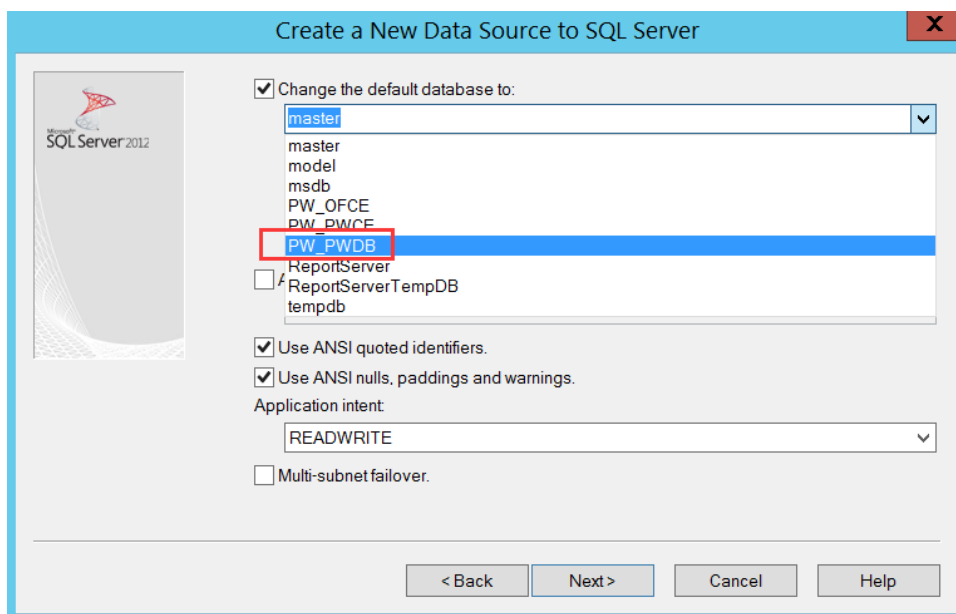 Create a New Data Source to SQL Server
X
Microsoft
SQL Server 2012
Change the default database to:
master
master
model
msdb
PW_OFCE
PW_PWCE
PW_PWDB
ReportServer
ReportServerTempDB
tempdb
Use ANSI quoted identifiers.
Use ANSI nulls, paddings and warnings.
Application intent:
READWRITE
Multi-subnet failover.
< Back Next > Cancel Help